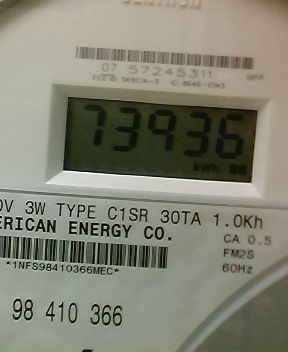 CENTRON
07 57245311
73936
kWh
0V 3W TYPE C1SR 30TA 1.0Kh
ERICAN ENERGY CO.
CA 0.5
FM2S
*1NFS98410366MEC*
60Hz
98 410 366